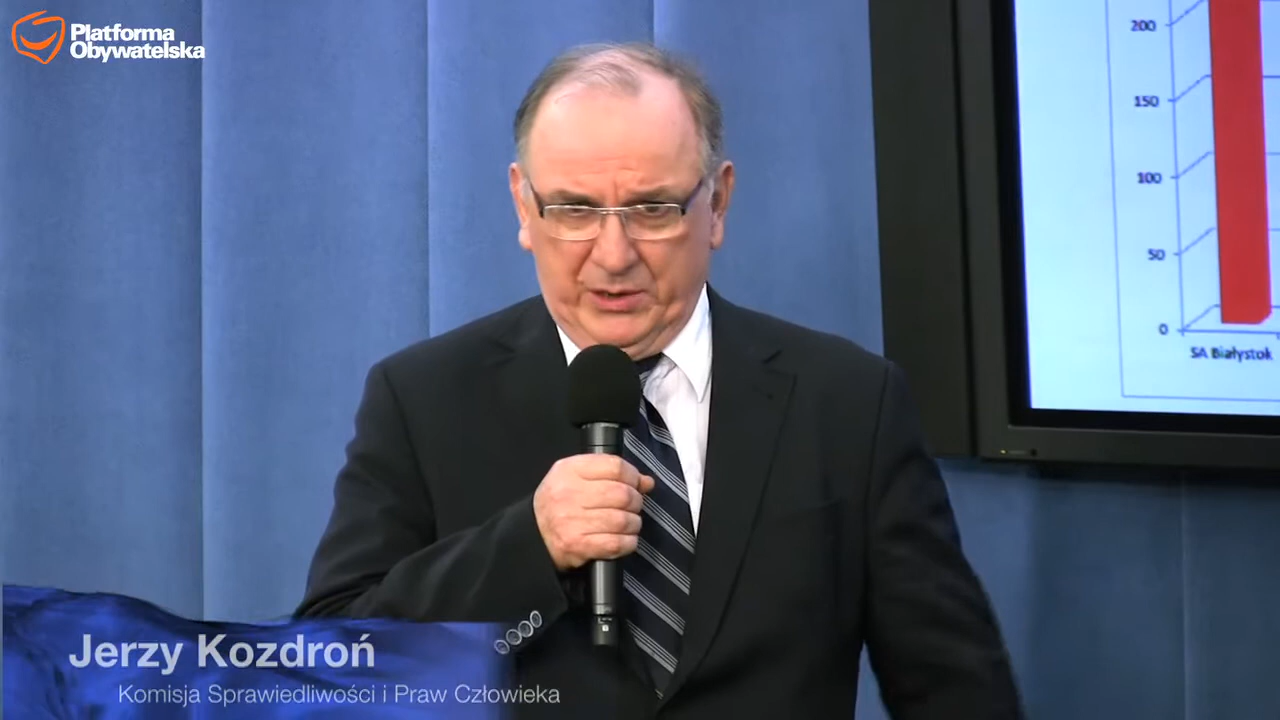 Platforma
Obywatelska
200
150
100
50
0
SA Białystok
Jerzy Kozdroń
Komisja Sprawiedliwości i Praw Człowieka